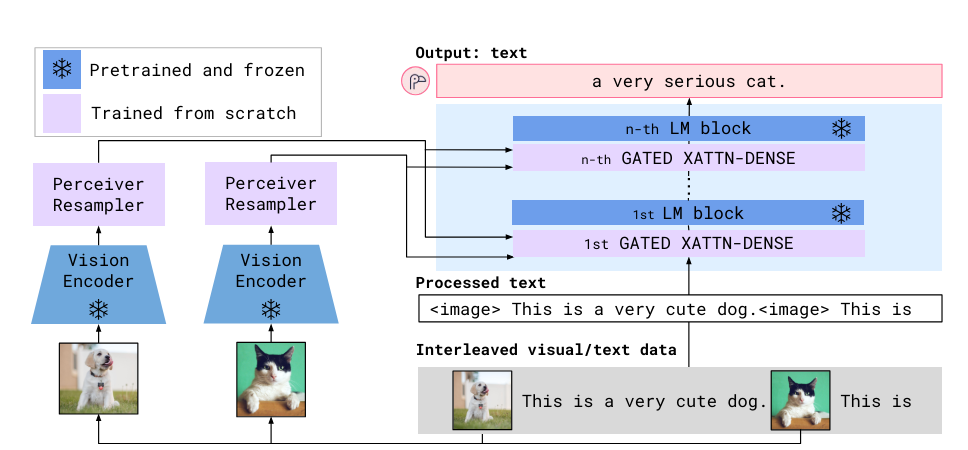 Pretrained and frozen
Trained from scratch
Perceiver
Resampler
Perceiver
Resampler
Vision
Encoder
Vision
Encoder
Output: text
a very serious cat.
n-th LM block
n-th GATED XATTN-DENSE
1st LM block
1st GATED XATTN-DENSE
Processed text
<image> This is a very cute dog.<image> This is
Interleaved visual/text data
This is a very cute dog. This is